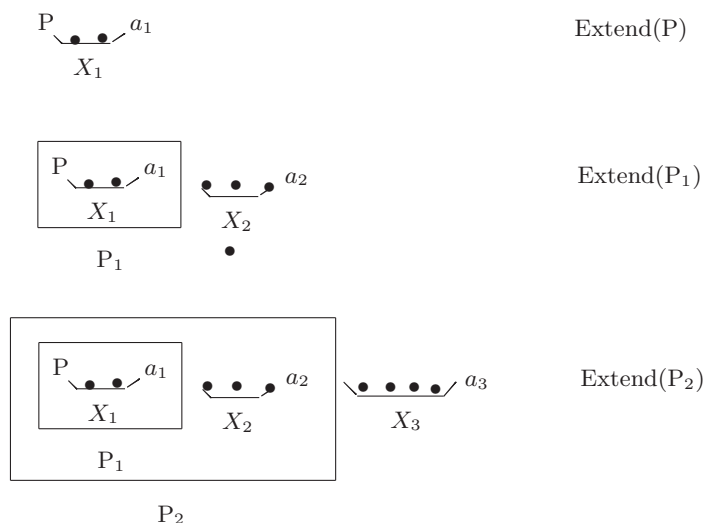 P a₁ Extend(P)
X₁
P a₁ a₂ Extend(P₁)
X₁ X₂
P₁
P a₁ a₂ a₃ Extend(P₂)
X₁ X₂ X₃
P₁
P₂